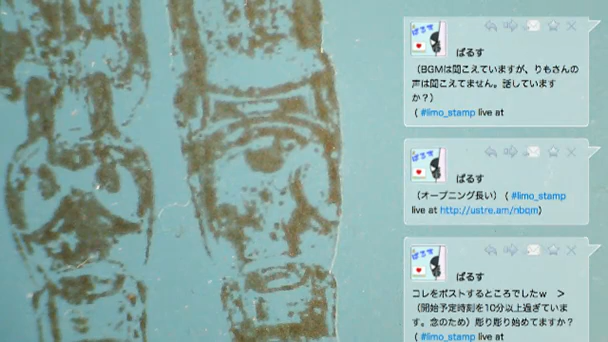 ぱるす
（BGMは聞こえていますが、りもさんの
声は聞こえてません。話しています
か？）
( #limo_stamp live at
ぱるす
（オープニング長い） ( #limo_stamp
live at http://ustre.am/nbqm)
ぱるす
コレをポストするところでしたｗ ＞
（開始予定時刻を10分以上過ぎていま
す。念のため）彫り彫り始めてますか？
( #limo_stamp live at